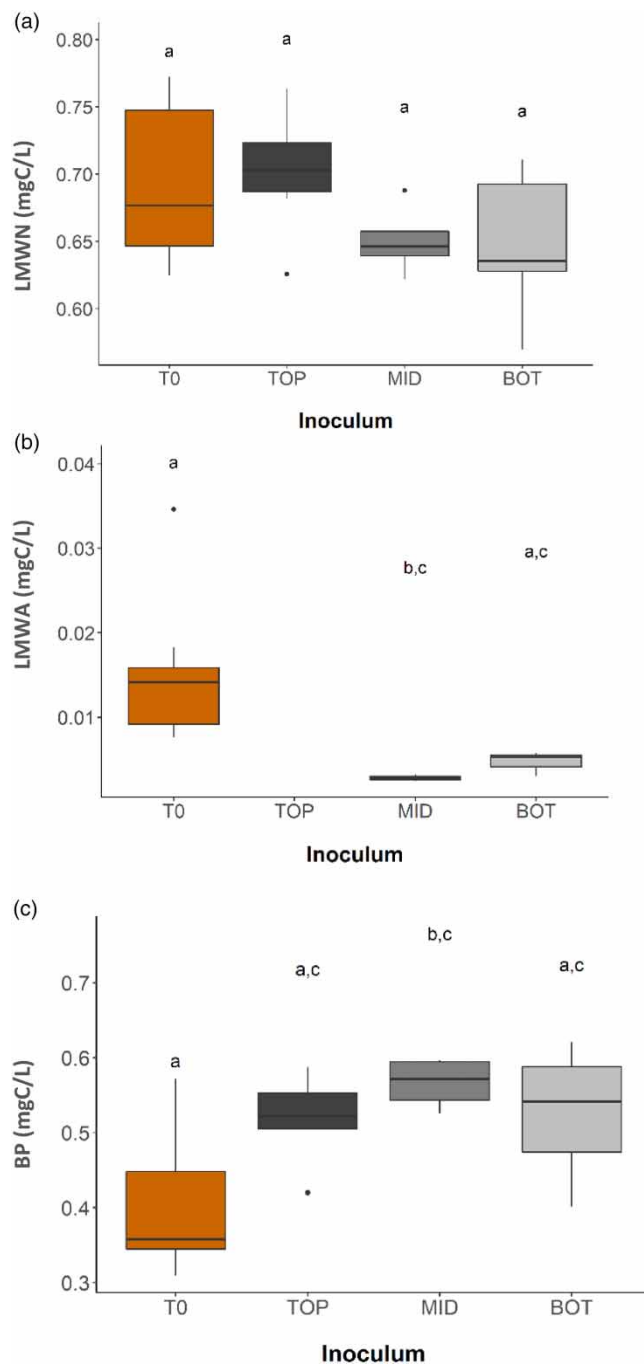 (a)
0.80
0.75
0.70
0.65
0.60
LMWN (mgC/L)
a
a
a
a
T0 TOP MID BOT
Inoculum
(b)
0.04
0.03
0.02
0.01
LMWA (mgC/L)
a
b,c
a,c
T0 TOP MID BOT
Inoculum
(c)
0.7
0.6
0.5
0.4
0.3
BP (mgC/L)
a
a,c
b,c
a,c
T0 TOP MID BOT
Inoculum